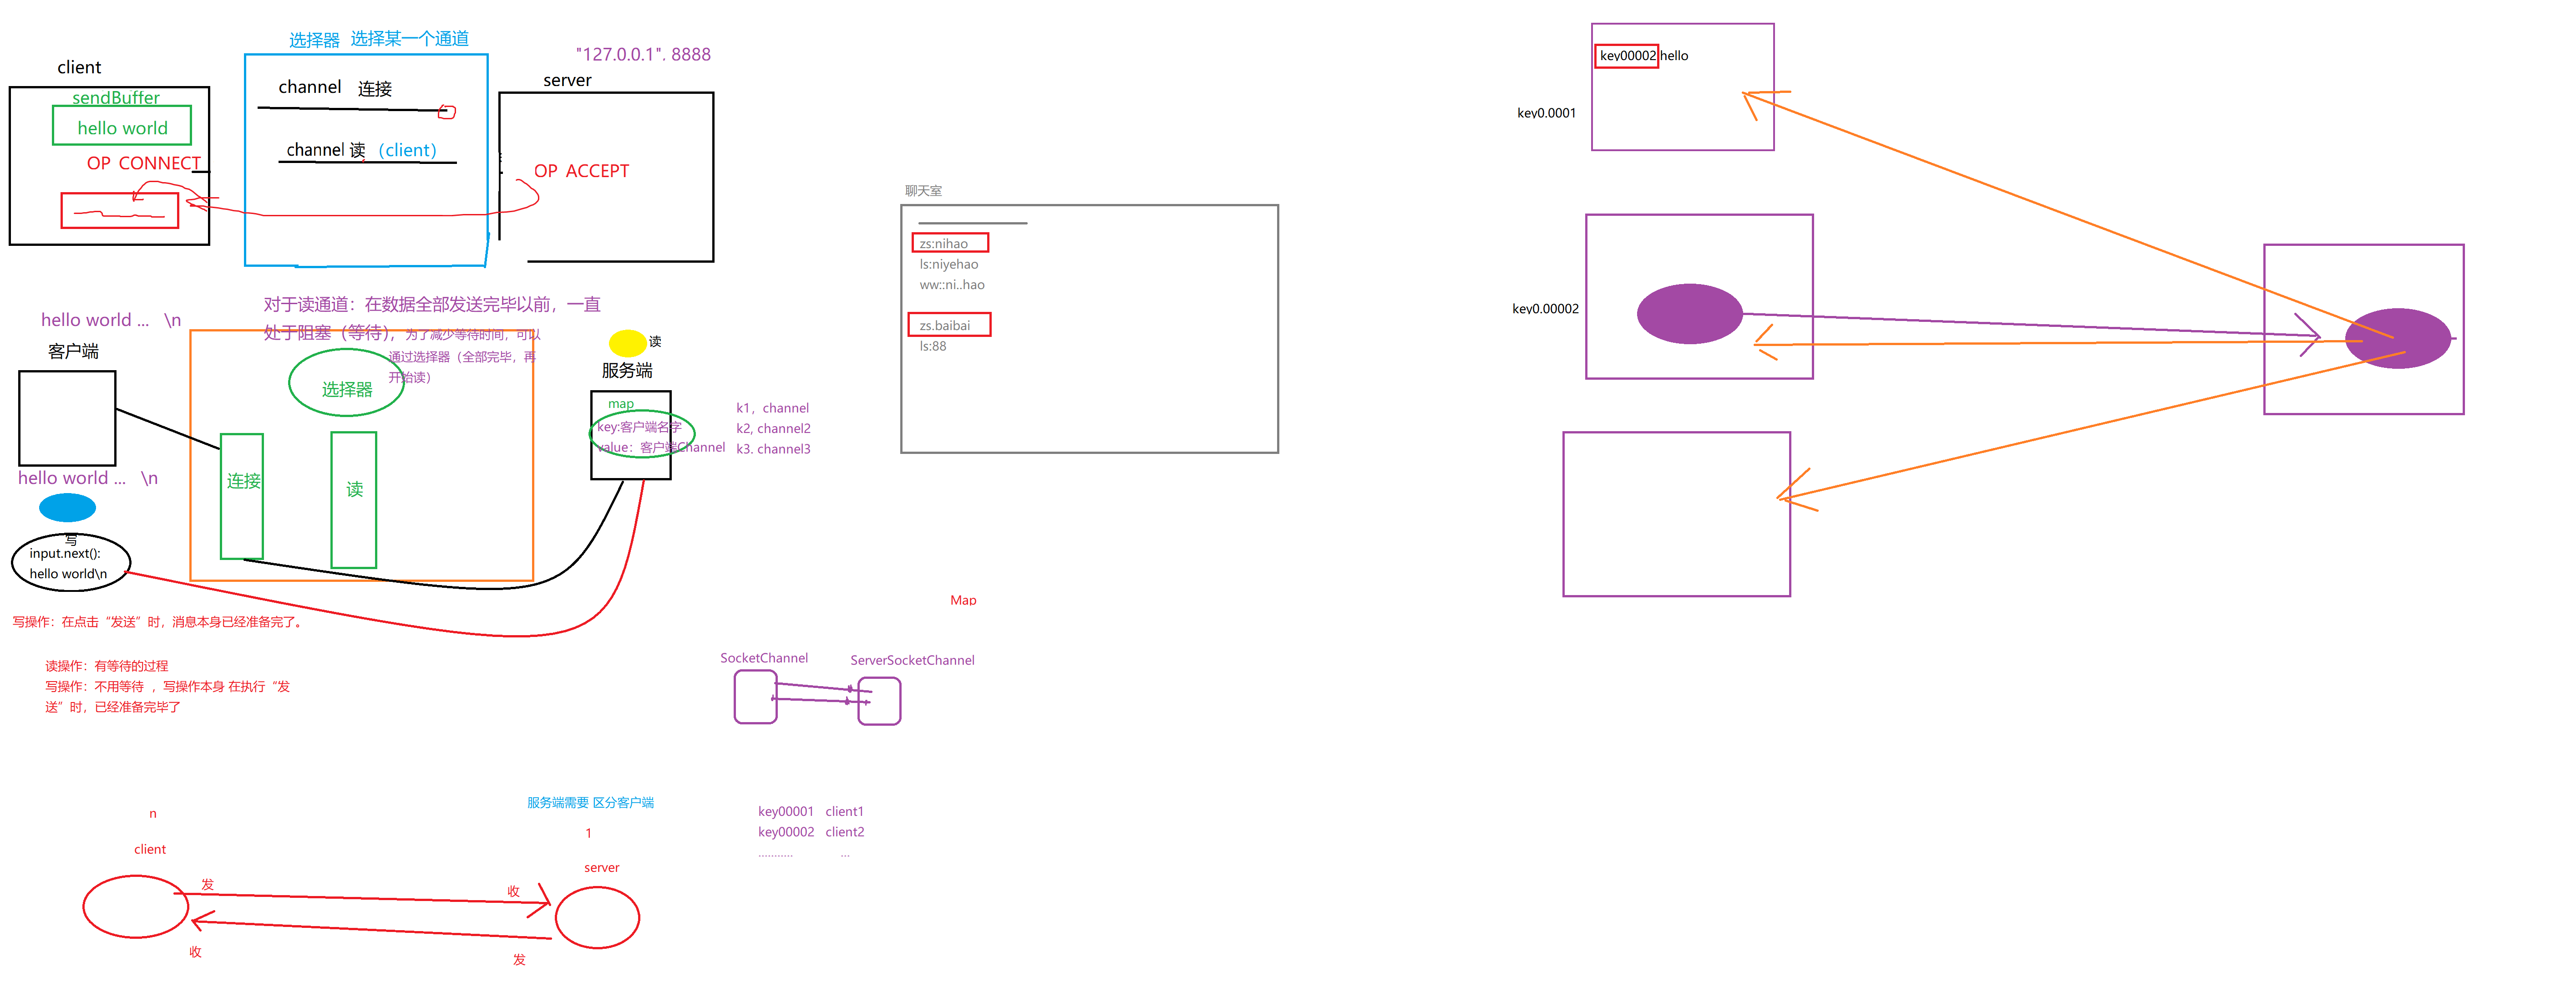 选择器 选择某一个通道
"127.0.0.1", 8888
client
server
sendBuffer
hello world
OP CONNECT
channel 连接
channel 读 （client）
OP ACCEPT
hello world ... \n
客户端
对于读通道：在数据全部发送完毕以前，一直
处于阻塞（等待），为了减少等待时间，可以
通过选择器（全部完毕，再
开始读）
选择器
连接
读
读
服务端
map
key:客户端名字
value：客户端Channel
k1，channel
k2, channel2
k3. channel3
hello world ... \n
写
input.next():
hello world\n
写操作：在点击“发送”时，消息本身已经准备完了。
读操作：有等待的过程
写操作：不用等待 ，写操作本身 在执行“发
送”时，已经准备完毕了
聊天室
zs:nihao
ls:niyehao
ww::ni..hao
zs.baibai
ls:88
Map
SocketChannel
ServerSocketChannel
服务端需要 区分客户端
n
1
client
server
发
收
收
发
key00001 client1
key00002 client2
........... ...
key00002:hello
key0.0001
key0.00002